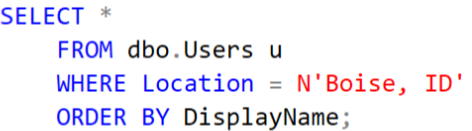 SELECT *
FROM dbo.Users u
WHERE Location = N'Boise, ID'
ORDER BY DisplayName;